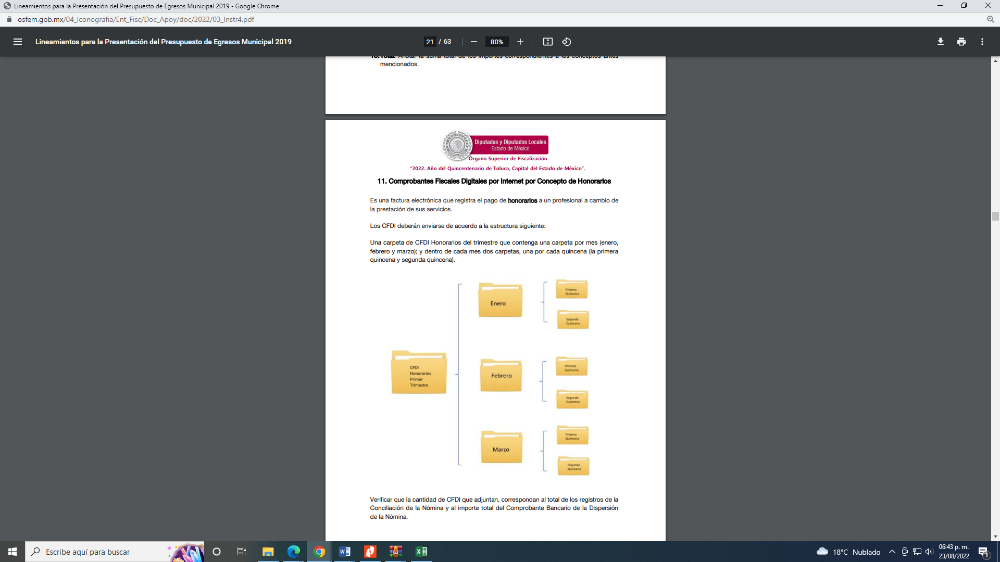 Lineamientos para la Presentación del Presupuesto de Egresos Municipal 2019 - Google Chrome
osfem.gob.mx/04_Iconografia/Ent_Fisc/Doc_Apoy/doc/2022/03_Instr4.pdf
Lineamientos para la Presentación del Presupuesto de Egresos Municipal 2019
21 / 63
80%
Total. Anotar la suma total de los importes correspondientes a los conceptos antes
mencionados.
Diputadas y Diputados Locales
Estado de México
Órgano Superior de Fiscalización
“2022. Año del Quincentenario de Toluca, Capital del Estado de México”.
11. Comprobantes Fiscales Digitales por Internet por Concepto de Honorarios
Es una factura electrónica que registra el pago de honorarios a un profesional a cambio de
la prestación de sus servicios.
Los CFDI deberán enviarse de acuerdo a la estructura siguiente:
Una carpeta de CFDI Honorarios del trimestre que contenga una carpeta por mes (enero,
febrero y marzo); y dentro de cada mes dos carpetas, una por cada quincena (la primera
quincena y segunda quincena).
CFDI
Honorarios
Primer
Trimestre
Enero
Primera
Quincena
Segunda
Quincena
Febrero
Primera
Quincena
Segunda
Quincena
Marzo
Primera
Quincena
Segunda
Quincena
Verificar que la cantidad de CFDI que adjuntan, correspondan al total de los registros de la
Conciliación de la Nómina y al importe total del Comprobante Bancario de la Dispersión
de la Nómina.
Escribe aquí para buscar
18°C Nublado
06:43 p. m.
23/08/2022
1